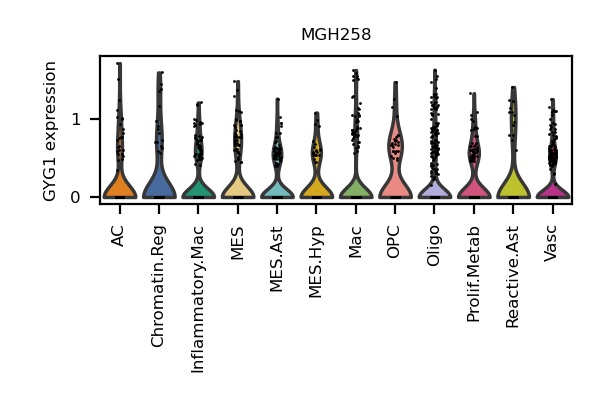 MGH258
GYG1 expression
1
0
AC
Chromatin.Reg
Inflammatory.Mac
MES
MES.Ast
MES.Hyp
Mac
OPC
Oligo
Prolif.Metab
Reactive.Ast
Vasc